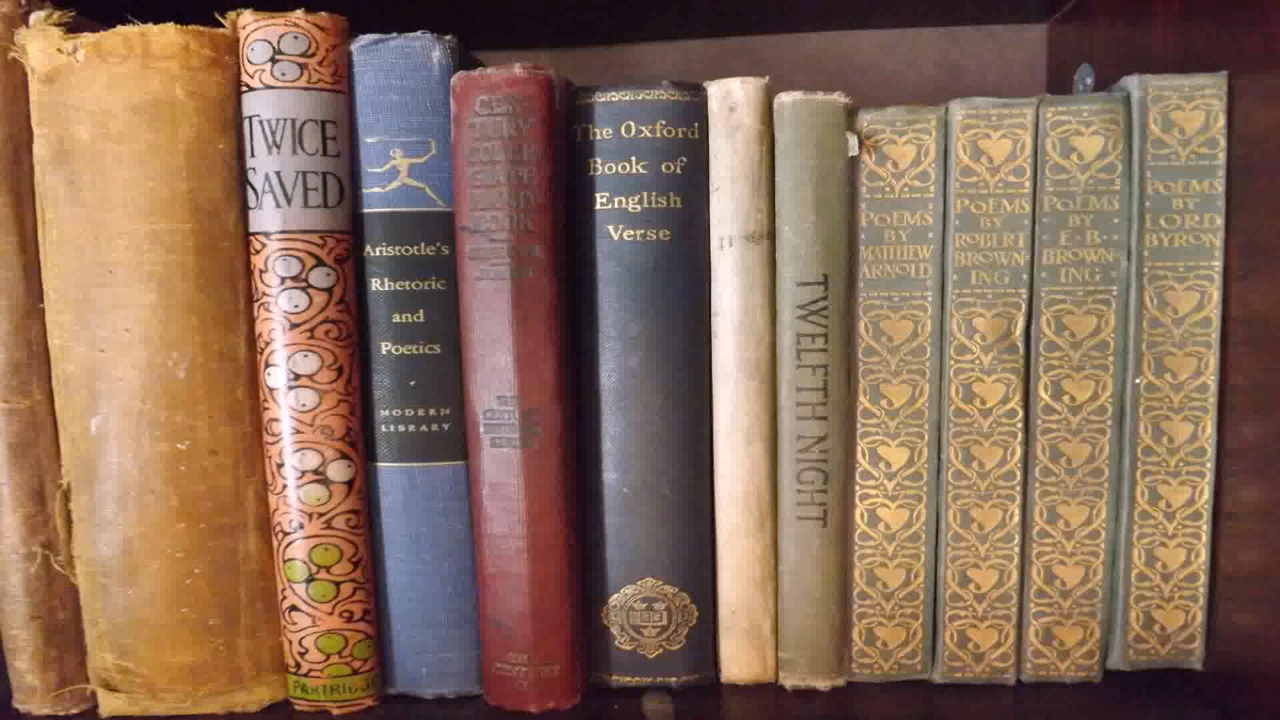 TWICE
SAVED
PARTRIDGE
Aristotle's
Rhetoric
and
Poetics
MODERN
LIBRARY
CEN-
TURY
The Oxford
Book of
English
Verse
TWELFTH NIGHT
POEMS
BY
MATTHEW
ARNOLD
POEMS
BY
ROBERT
BROWN-
ING
POEMS
BY
E·B·
BROWN-
ING
POEMS
BY
LORD
BYRON